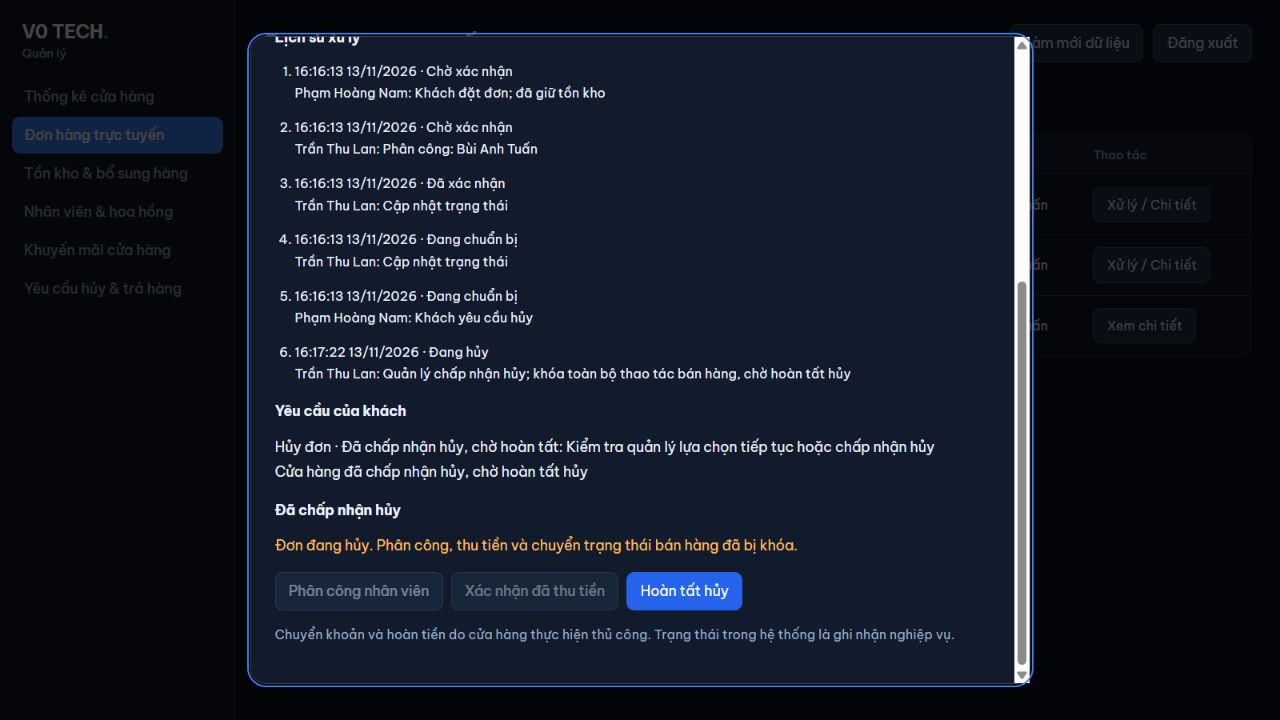 V0 TECH.
Quản lý
Thống kê cửa hàng
Đơn hàng trực tuyến
Tồn kho & bổ sung hàng
Nhân viên & hoa hồng
Khuyến mãi cửa hàng
Yêu cầu hủy & trả hàng
mới dữ liệu
Đăng xuất
Thao tác
Xử lý / Chi tiết
Xử lý / Chi tiết
Xem chi tiết
Lịch sử xử lý
1. 16:16:13 13/11/2026 · Chờ xác nhận
Phạm Hoàng Nam: Khách đặt đơn; đã giữ tồn kho
2. 16:16:13 13/11/2026 · Chờ xác nhận
Trần Thu Lan: Phân công: Bùi Anh Tuấn
3. 16:16:13 13/11/2026 · Đã xác nhận
Trần Thu Lan: Cập nhật trạng thái
4. 16:16:13 13/11/2026 · Đang chuẩn bị
Trần Thu Lan: Cập nhật trạng thái
5. 16:16:13 13/11/2026 · Đang chuẩn bị
Phạm Hoàng Nam: Khách yêu cầu hủy
6. 16:17:22 13/11/2026 · Đang hủy
Trần Thu Lan: Quản lý chấp nhận hủy; khóa toàn bộ thao tác bán hàng, chờ hoàn tất hủy
Yêu cầu của khách
Hủy đơn · Đã chấp nhận hủy, chờ hoàn tất: Kiểm tra quản lý lựa chọn tiếp tục hoặc chấp nhận hủy
Cửa hàng đã chấp nhận hủy, chờ hoàn tất hủy
Đã chấp nhận hủy
Đơn đang hủy. Phân công, thu tiền và chuyển trạng thái bán hàng đã bị khóa.
Phân công nhân viên
Xác nhận đã thu tiền
Hoàn tất hủy
Chuyển khoản và hoàn tiền do cửa hàng thực hiện thủ công. Trạng thái trong hệ thống là ghi nhận nghiệp vụ.